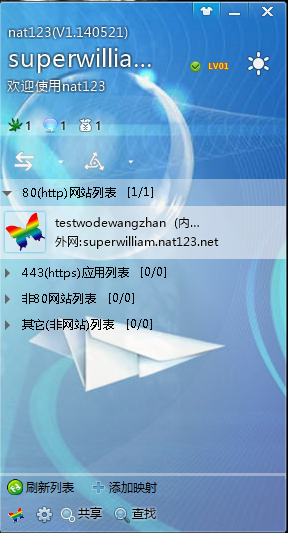 nat123(V1.140521)
superwillia...
LV01
欢迎使用nat123
1 1 1
80(http)网站列表 [1/1]
testwodewangzhan (内...
外网:superwilliam.nat123.net
443(https)应用列表 [0/0]
非80网站列表 [0/0]
其它(非网站)列表 [0/0]
刷新列表 添加映射
共享 查找